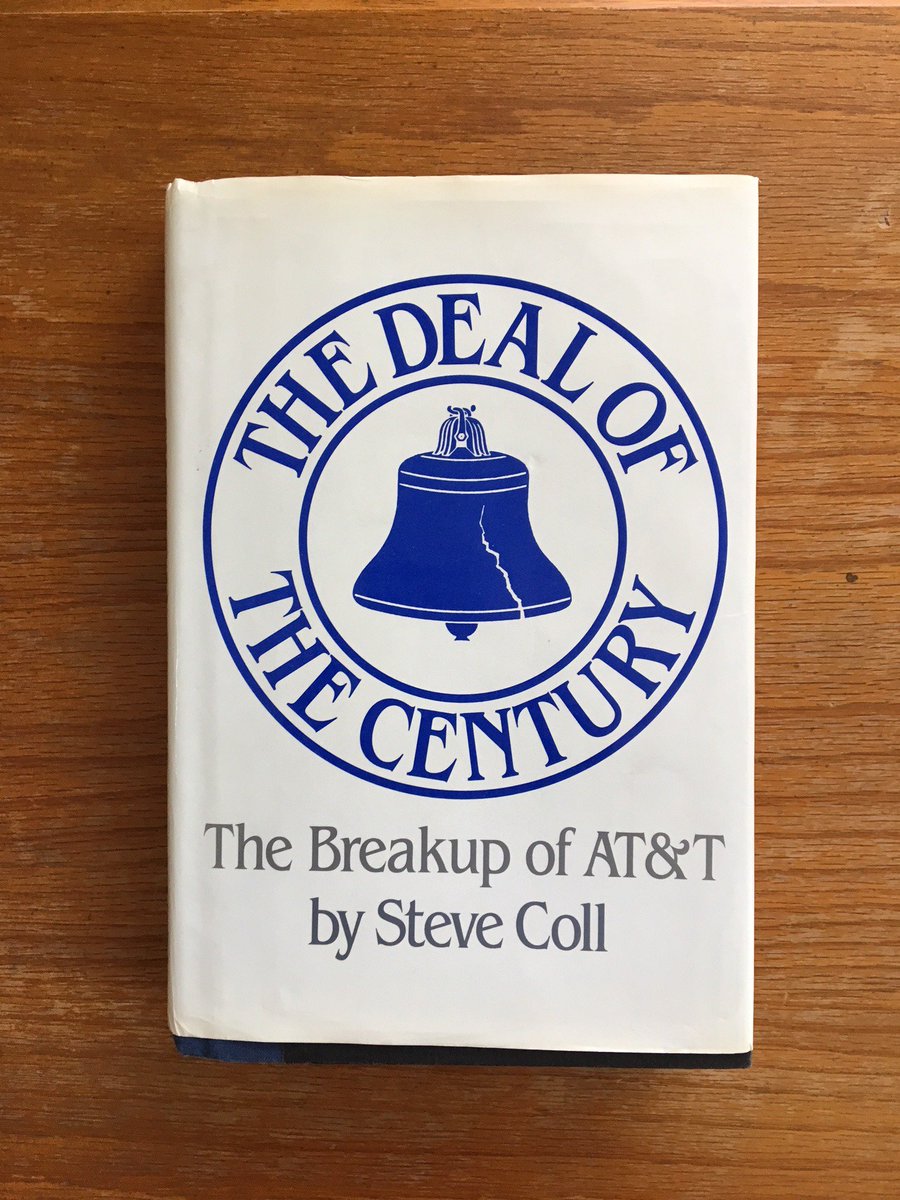 THE DEAL OF
THE CENTURY
The Breakup of AT&T
by Steve Coll